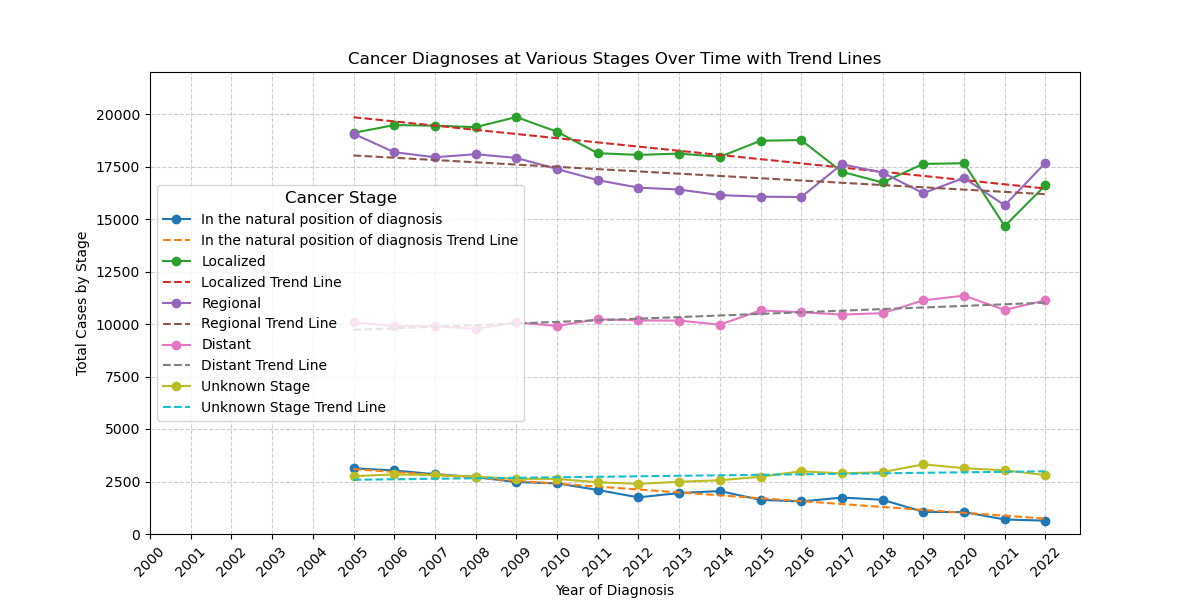 Cancer Diagnoses at Various Stages Over Time with Trend Lines
Total Cases by Stage
20000
17500
15000
12500
10000
7500
5000
2500
0
Cancer Stage
In the natural position of diagnosis
In the natural position of diagnosis Trend Line
Localized
Localized Trend Line
Regional
Regional Trend Line
Distant
Distant Trend Line
Unknown Stage
Unknown Stage Trend Line
2000 2001 2002 2003 2004 2005 2006 2007 2008 2009 2010 2011 2012 2013 2014 2015 2016 2017 2018 2019 2020 2021 2022
Year of Diagnosis